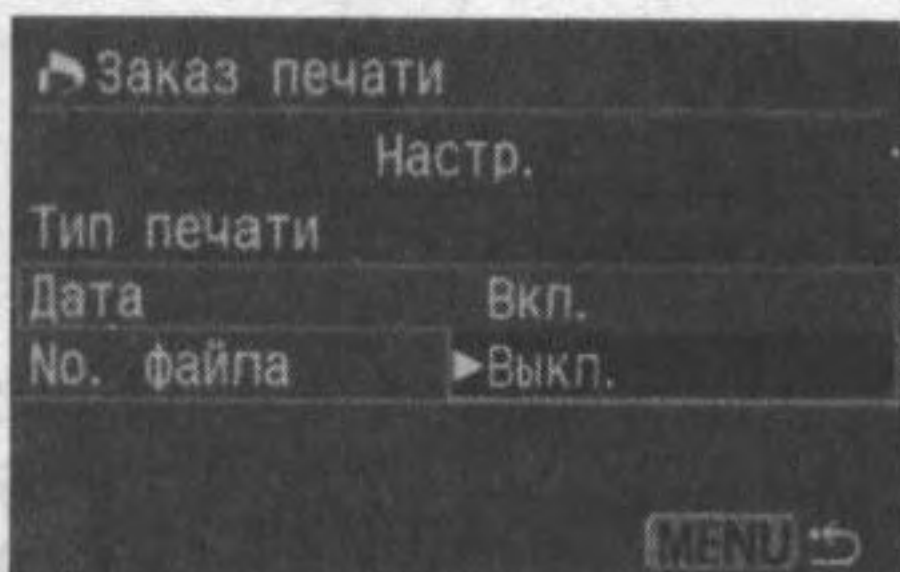 Заказ печати
Настр.
Тип печати
Дата Вкл.
No. файла Выкл.
MENU